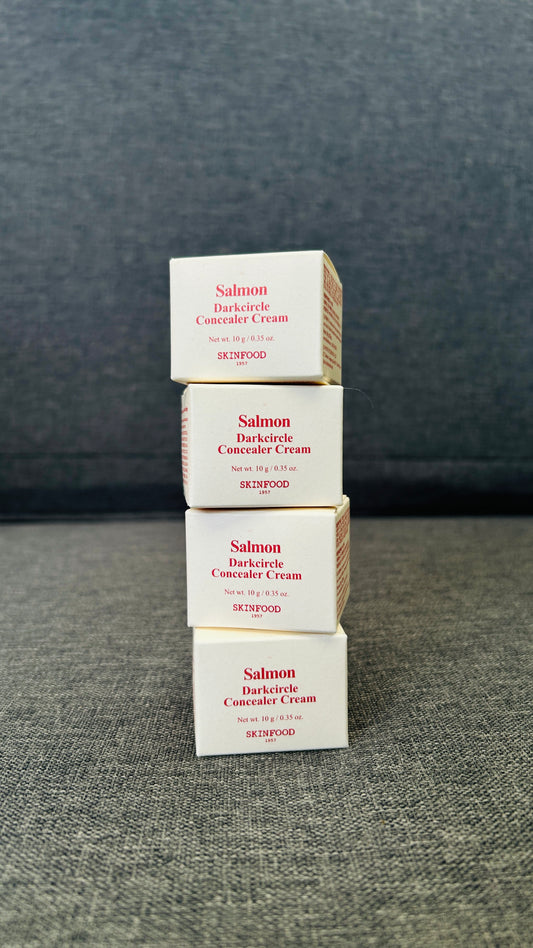 Salmon
Darkcircle
Concealer Cream
Net wt. 10 g / 0.35 oz.
SKINFOOD
1957
Salmon
Darkcircle
Concealer Cream
Net wt. 10 g / 0.35 oz.
SKINFOOD
1957
Salmon
Darkcircle
Concealer Cream
Net wt. 10 g / 0.35 oz.
SKINFOOD
1957
Salmon
Darkcircle
Concealer Cream
Net wt. 10 g / 0.35 oz.
SKINFOOD
1957